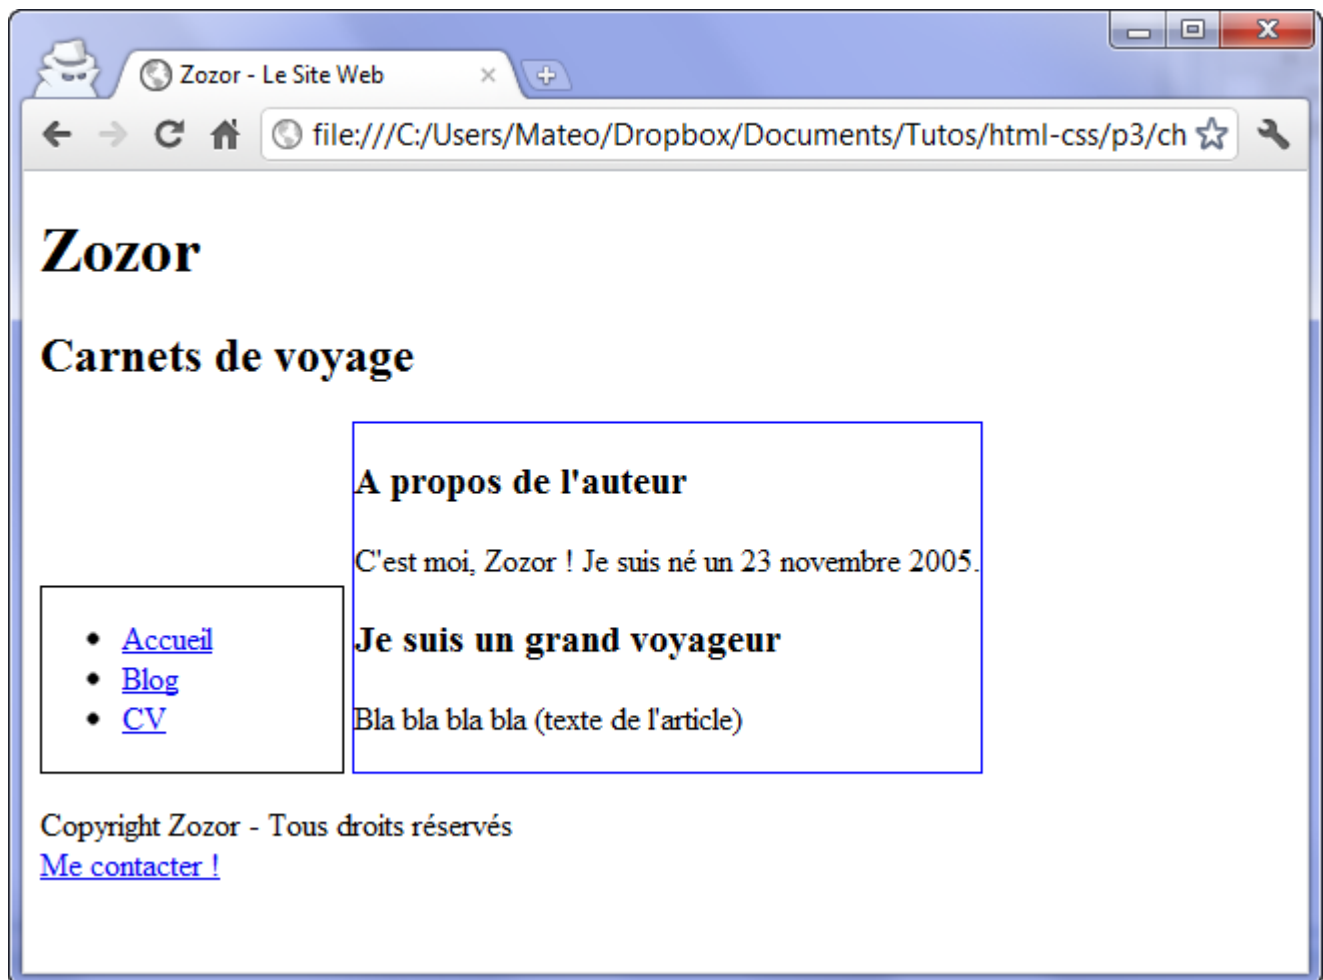 Zozor - Le Site Web
file:///C:/Users/Mateo/Dropbox/Documents/Tutos/html-css/p3/ch
Zozor
Carnets de voyage
A propos de l'auteur
C'est moi, Zozor ! Je suis né un 23 novembre 2005.
Je suis un grand voyageur
Bla bla bla bla (texte de l'article)
Accueil
Blog
CV
Copyright Zozor - Tous droits réservés
Me contacter !